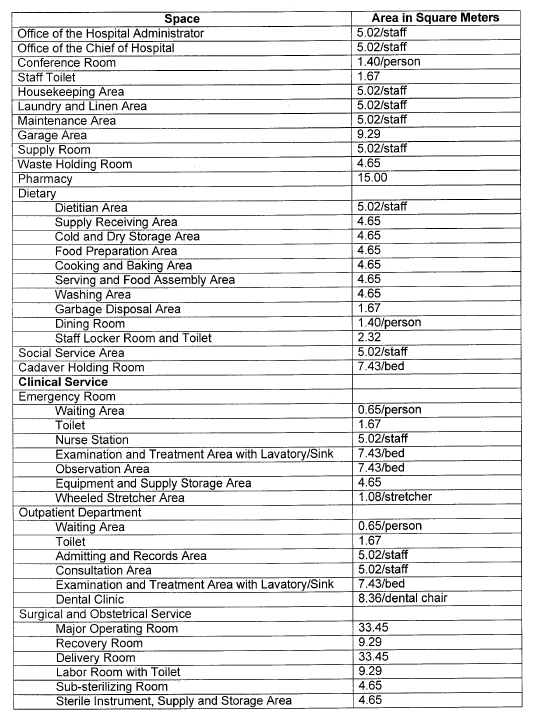 Space Area in Square Meters
Office of the Hospital Administrator 5.02/staff
Office of the Chief of Hospital 5.02/staff
Conference Room 1.40/person
Staff Toilet 1.67
Housekeeping Area 5.02/staff
Laundry and Linen Area 5.02/staff
Maintenance Area 5.02/staff
Garage Area 9.29
Supply Room 5.02/staff
Waste Holding Room 4.65
Pharmacy 15.00
Dietary
Dietitian Area 5.02/staff
Supply Receiving Area 4.65
Cold and Dry Storage Area 4.65
Food Preparation Area 4.65
Cooking and Baking Area 4.65
Serving and Food Assembly Area 4.65
Washing Area 4.65
Garbage Disposal Area 1.67
Dining Room 1.40/person
Staff Locker Room and Toilet 2.32
Social Service Area 5.02/staff
Cadaver Holding Room 7.43/bed
Clinical Service
Emergency Room
Waiting Area 0.65/person
Toilet 1.67
Nurse Station 5.02/staff
Examination and Treatment Area with Lavatory/Sink 7.43/bed
Observation Area 7.43/bed
Equipment and Supply Storage Area 4.65
Wheeled Stretcher Area 1.08/stretcher
Outpatient Department
Waiting Area 0.65/person
Toilet 1.67
Admitting and Records Area 5.02/staff
Consultation Area 5.02/staff
Examination and Treatment Area with Lavatory/Sink 7.43/bed
Dental Clinic 8.36/dental chair
Surgical and Obstetrical Service
Major Operating Room 33.45
Recovery Room 9.29
Delivery Room 33.45
Labor Room with Toilet 9.29
Sub-sterilizing Room 4.65
Sterile Instrument, Supply and Storage Area 4.65